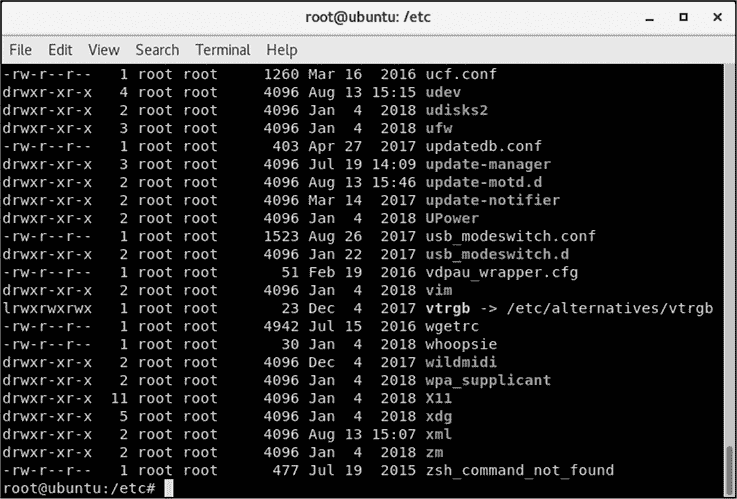 root@ubuntu: /etc
File Edit View Search Terminal Help
-rw-r--r--   1 root root    1260 Mar 16  2016 ucf.conf
drwxr-xr-x   4 root root    4096 Aug 13 15:15 udev
drwxr-xr-x   2 root root    4096 Jan  4  2018 udisks2
drwxr-xr-x   3 root root    4096 Jan  4  2018 ufw
-rw-r--r--   1 root root     403 Apr 27  2017 updatedb.conf
drwxr-xr-x   3 root root    4096 Jul 19 14:09 update-manager
drwxr-xr-x   2 root root    4096 Aug 13 15:46 update-motd.d
drwxr-xr-x   2 root root    4096 Mar 14  2017 update-notifier
drwxr-xr-x   2 root root    4096 Jan  4  2018 UPower
-rw-r--r--   1 root root    1523 Aug 26  2017 usb_modeswitch.conf
drwxr-xr-x   2 root root    4096 Jan 22  2017 usb_modeswitch.d
-rw-r--r--   1 root root      51 Feb 19  2016 vdpau_wrapper.cfg
drwxr-xr-x   2 root root    4096 Jan  4  2018 vim
lrwxrwxrwx   1 root root      23 Dec  4  2017 vtrgb -> /etc/alternatives/vtrgb
-rw-r--r--   1 root root    4942 Jul 15  2016 wgetrc
-rw-r--r--   1 root root      30 Jan  4  2018 whoopsie
drwxr-xr-x   2 root root    4096 Dec  4  2017 wildmidi
drwxr-xr-x   2 root root    4096 Jan  4  2018 wpa_supplicant
drwxr-xr-x  11 root root    4096 Jan  4  2018 X11
drwxr-xr-x   5 root root    4096 Jan  4  2018 xdg
drwxr-xr-x   2 root root    4096 Aug 13 15:07 xml
drwxr-xr-x   2 root root    4096 Jan  4  2018 zm
-rw-r--r--   1 root root     477 Jul 19  2015 zsh_command_not_found
root@ubuntu:/etc#